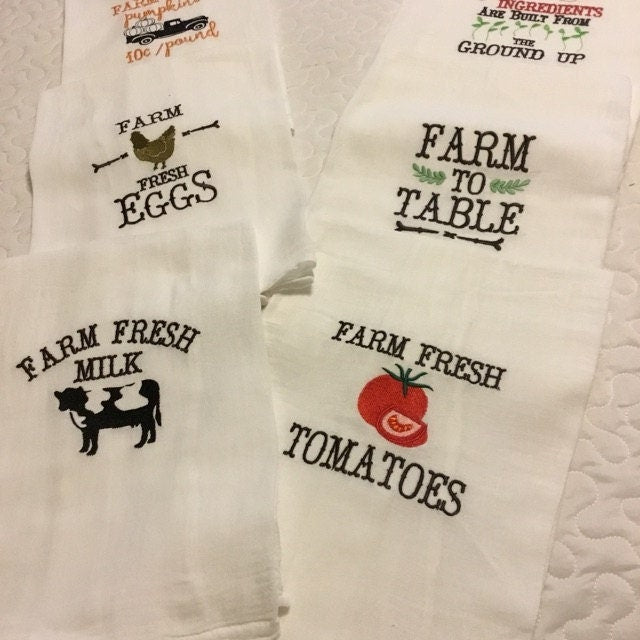 FARM
pumpkins
10¢/pound
INGREDIENTS
ARE BUILT FROM
THE
GROUND UP
FARM
FRESH
EGGS
FARM
TO
TABLE
FARM FRESH
MILK
FARM FRESH
TOMATOES